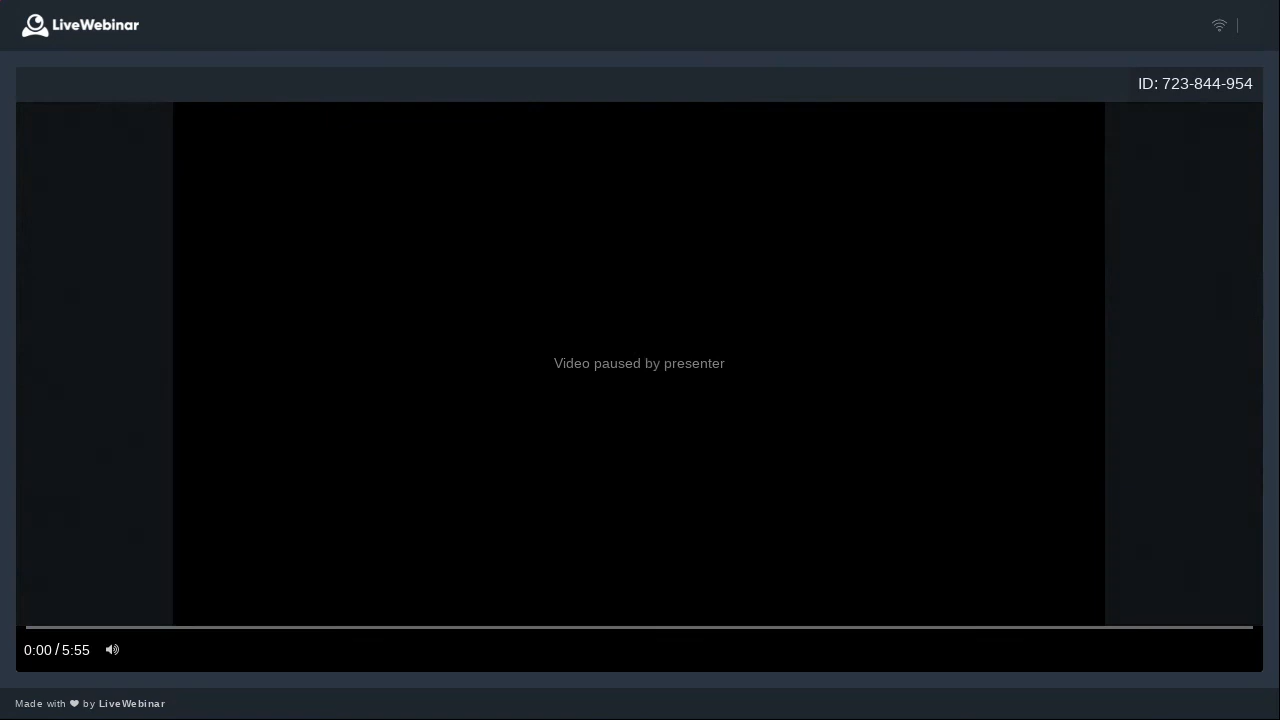 LiveWebinar
ID: 723-844-954
Video paused by presenter
0:00 / 5:55
Made with ❤ by LiveWebinar